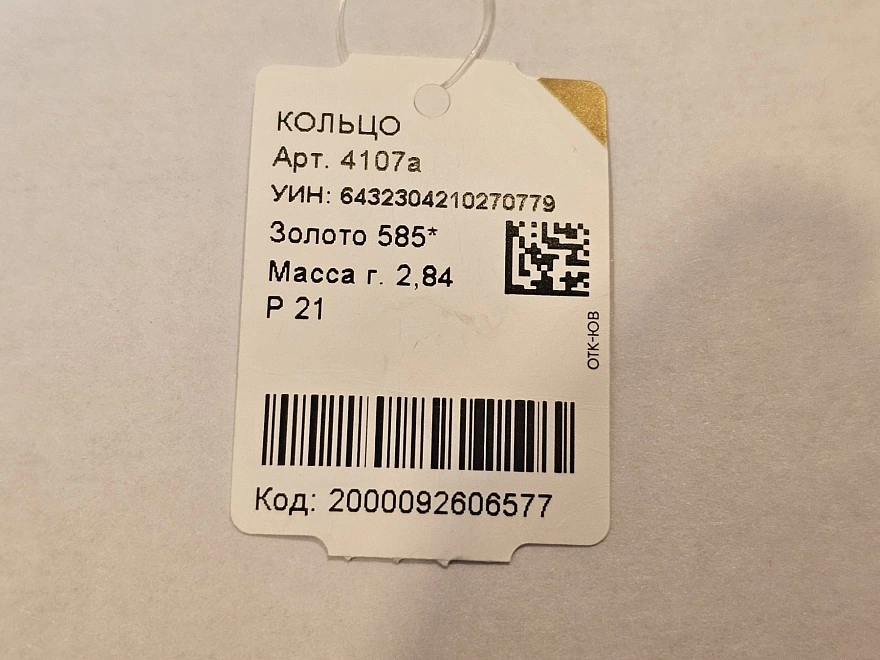 КОЛЬЦО
Арт. 4107а
УИН: 6432304210270779
Золото 585*
Масса г. 2,84
Р 21
ОТК-ЮВ
Код: 2000092606577